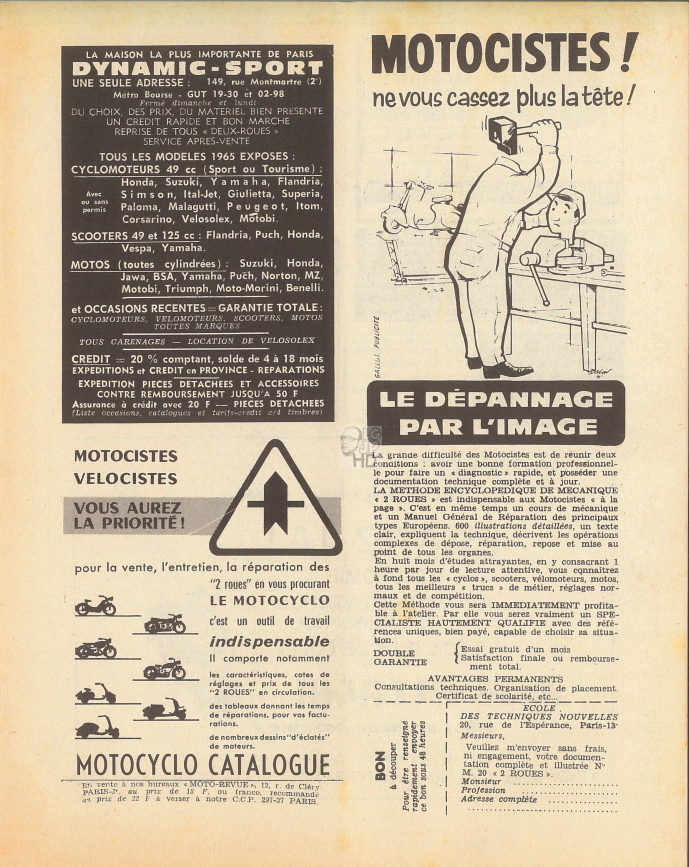 LA MAISON LA PLUS IMPORTANTE DE PARIS
DYNAMIC-SPORT
UNE SEULE ADRESSE : 149, rue Montmartre (2e)
Métro Bourse - GUT 19-30 et 02-98
Fermé dimanche et lundi
DU CHOIX, DES PRIX, DU MATERIEL BIEN PRESENTE
UN CREDIT RAPIDE ET BON MARCHE
REPRISE DE TOUS « DEUX-ROUES »
SERVICE APRES-VENTE
TOUS LES MODELES 1965 EXPOSES :
CYCLOMOTEURS 49 cc (Sport ou Tourisme) :
Avec ou sans permis
Honda, Suzuki, Yamaha, Flandria,
Simson, Ital-Jet, Giulietta, Superia,
Paloma, Malagutti, Peugeot, Itom,
Corsarino, Velosolex, Motobi.
SCOOTERS 49 et 125 cc : Flandria, Puch, Honda,
Vespa, Yamaha.
MOTOS (toutes cylindrées) : Suzuki, Honda,
Jawa, BSA, Yamaha, Puch, Norton, MZ,
Motobi, Triumph, Moto-Morini, Benelli.
et OCCASIONS RECENTES = GARANTIE TOTALE :
CYCLOMOTEURS, VELOMOTEURS, SCOOTERS, MOTOS
TOUTES MARQUES
TOUS CARENAGES — LOCATION DE VELOSOLEX
CREDIT = 20 % comptant, solde de 4 à 18 mois
EXPEDITIONS et CREDIT en PROVINCE - REPARATIONS
EXPEDITION PIECES DETACHEES ET ACCESSOIRES
CONTRE REMBOURSEMENT JUSQU'A 50 F
Assurance à crédit avec 20 F — PIECES DETACHEES
(Liste occasions, catalogues et tarifs-crédit c/4 timbres)
MOTOCISTES
VELOCISTES
VOUS AUREZ
LA PRIORITÉ !
pour la vente, l'entretien, la réparation des
"2 roues" en vous procurant
LE MOTOCYCLO
c'est un outil de travail
indispensable
Il comporte notamment
les caractéristiques, cotes de
réglages et prix de tous les
"2 ROUES" en circulation.
des tableaux donnant les temps
de réparations, pour vos factu-
rations.
de nombreux dessins "d'éclatés"
de moteurs.
MOTOCYCLO CATALOGUE
En vente à nos bureaux « MOTO-REVUE », 12, r. de Cléry
PARIS-2e, au prix de 18 F, ou franco, recommandé
au prix de 22 F à verser à notre C.C.P. 297-37 PARIS.
MOTOCISTES !
ne vous cassez plus la tête !
GALLUS PUBLICITÉ
LE DÉPANNAGE
PAR L'IMAGE
La grande difficulté des Motocistes est de réunir deux
conditions : avoir une bonne formation professionnel-
le pour faire un « diagnostic » rapide, et posséder une
documentation technique complète et à jour.
LA METHODE ENCYCLOPEDIQUE DE MECANIQUE
« 2 ROUES » est indispensable aux Motocistes « à la
page ». C'est en même temps un cours de mécanique
et un Manuel Général de Réparation des principaux
types Européens. 600 illustrations détaillées, un texte
clair, expliquent la technique, décrivent les opérations
complexes de dépose, réparation, repose et mise au
point de tous les organes.
En huit mois d'études attrayantes, en y consacrant 1
heure par jour de lecture attentive, vous connaîtrez
à fond tous les « cyclos », scooters, vélomoteurs, motos,
tous les meilleurs « trucs » de métier, réglages nor-
maux et de compétition.
Cette Méthode vous sera IMMEDIATEMENT profita-
ble à l'atelier. Par elle vous serez vraiment un SPE-
CIALISTE HAUTEMENT QUALIFIE avec des réfé-
rences uniques, bien payé, capable de choisir sa situa-
tion.
DOUBLE GARANTIE
Essai gratuit d'un mois
Satisfaction finale ou rembourse-
ment total.
AVANTAGES PERMANENTS
Consultations techniques. Organisation de placement.
Certificat de scolarité, etc...
BON
à découper
Pour être renseigné
rapidement envoyer
ce bon sous 48 heures
ECOLE
DES TECHNIQUES NOUVELLES
20, rue de l'Espérance, Paris-13e
Messieurs,
Veuillez m'envoyer sans frais,
ni engagement, votre documen-
tation complète et illustrée N°
M. 20 « 2 ROUES ».
Monsieur
Profession
Adresse complète